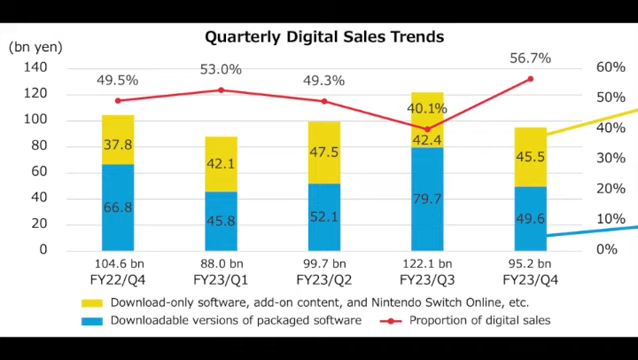 Quarterly Digital Sales Trends
(bn yen)
140
120
100
80
60
40
20
0
49.5%
53.0%
49.3%
40.1%
56.7%
60%
50%
40%
30%
20%
10%
0%
37.8
42.1
47.5
42.4
45.5
66.8
45.8
52.1
79.7
49.6
104.6 bn
88.0 bn
99.7 bn
122.1 bn
95.2 bn
FY22/Q4
FY23/Q1
FY23/Q2
FY23/Q3
FY23/Q4
Download-only software, add-on content, and Nintendo Switch Online, etc.
Downloadable versions of packaged software
Proportion of digital sales